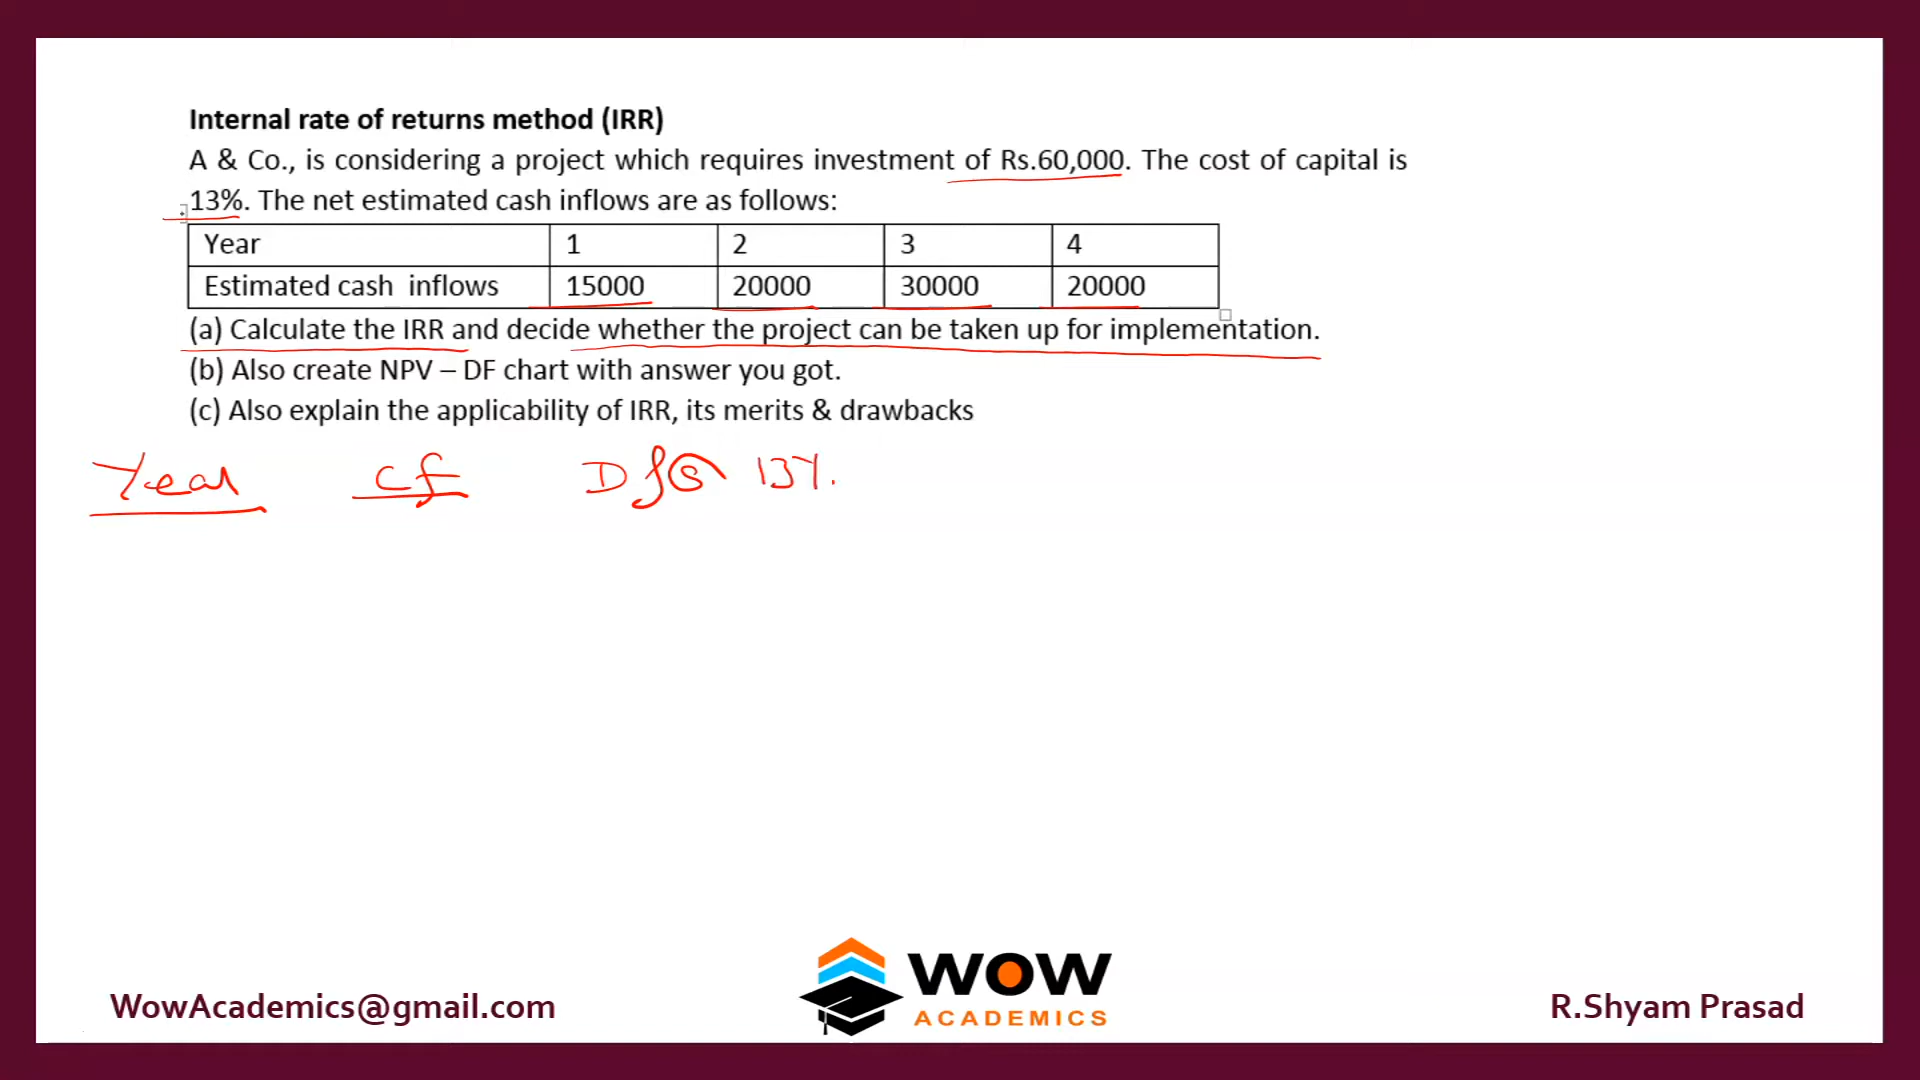 Internal rate of returns method (IRR)
A & Co., is considering a project which requires investment of Rs.60,000. The cost of capital is
13%. The net estimated cash inflows are as follows:
Year 1 2 3 4
Estimated cash inflows 15000 20000 30000 20000
(a) Calculate the IRR and decide whether the project can be taken up for implementation.
(b) Also create NPV – DF chart with answer you got.
(c) Also explain the applicability of IRR, its merits & drawbacks
Year Cf Df@ 13%.
WOW
ACADEMICS
WowAcademics@gmail.com
R.Shyam Prasad